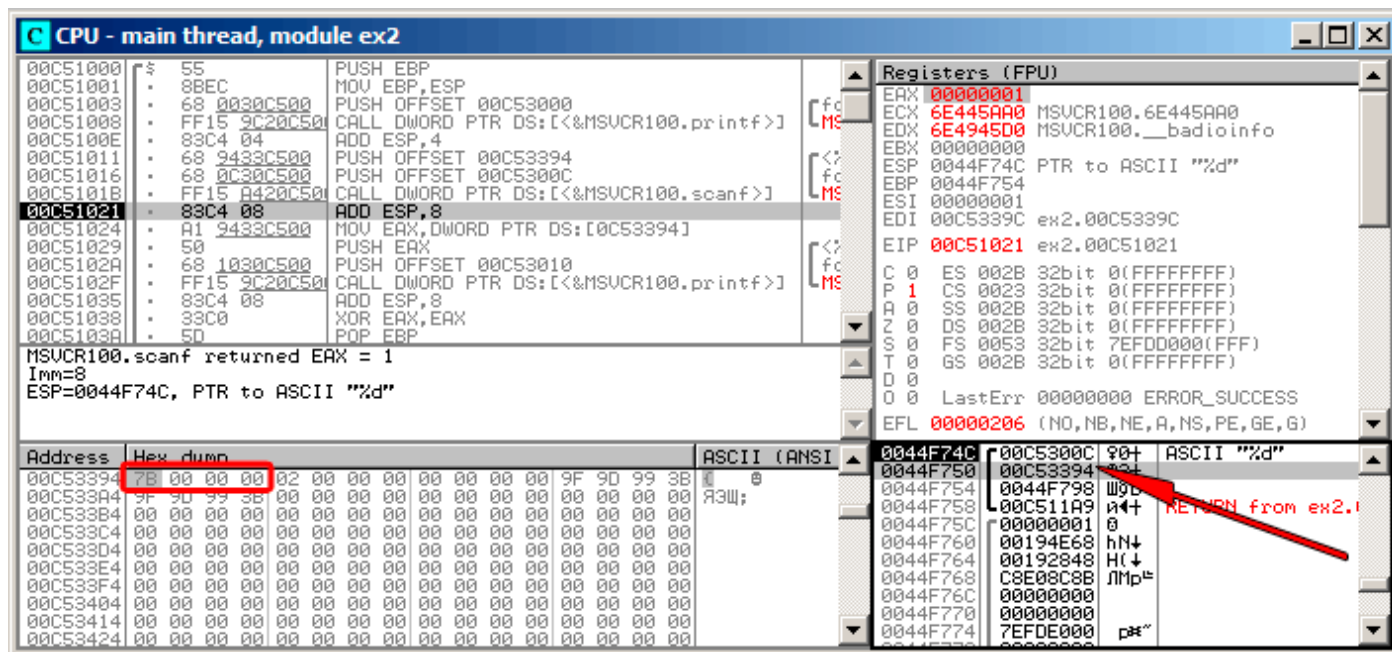 C CPU - main thread, module ex2
00C51000 $ 55 PUSH EBP
00C51001 . 8BEC MOV EBP,ESP
00C51003 . 68 0030C500 PUSH OFFSET 00C53000
00C51008 . FF15 9C20C50 CALL DWORD PTR DS:[<&MSVCR100.printf>]
00C5100E . 83C4 04 ADD ESP,4
00C51011 . 68 9433C500 PUSH OFFSET 00C53394
00C51016 . 68 0C30C500 PUSH OFFSET 00C5300C
00C5101B . FF15 A420C50 CALL DWORD PTR DS:[<&MSVCR100.scanf>]
00C51021 . 83C4 08 ADD ESP,8
00C51024 . A1 9433C500 MOV EAX,DWORD PTR DS:[0C53394]
00C51029 . 50 PUSH EAX
00C5102A . 68 1030C500 PUSH OFFSET 00C53010
00C5102F . FF15 9C20C50 CALL DWORD PTR DS:[<&MSVCR100.printf>]
00C51035 . 83C4 08 ADD ESP,8
00C51038 . 33C0 XOR EAX,EAX
00C5103A . 5D POP EBP
MSVCR100.scanf returned EAX = 1
Imm=8
ESP=0044F74C, PTR to ASCII "%d"
Registers (FPU)
EAX 00000001
ECX 6E445AA0 MSVCR100.6E445AA0
EDX 6E4945D0 MSVCR100.__badioinfo
EBX 00000000
ESP 0044F74C PTR to ASCII "%d"
EBP 0044F754
ESI 00000001
EDI 00C5339C ex2.00C5339C
EIP 00C51021 ex2.00C51021
C 0 ES 002B 32bit 0(FFFFFFFF)
P 1 CS 0023 32bit 0(FFFFFFFF)
A 0 SS 002B 32bit 0(FFFFFFFF)
Z 0 DS 002B 32bit 0(FFFFFFFF)
S 0 FS 0053 32bit 7EFDD000(FFF)
T 0 GS 002B 32bit 0(FFFFFFFF)
D 0
O 0 LastErr 00000000 ERROR_SUCCESS
EFL 00000206 (NO,NB,NE,A,NS,PE,GE,G)
Address Hex dump ASCII (ANSI
00C53394 7B 00 00 00 02 00 00 00 00 00 00 00 9F 9D 99 3B {
00C533A4 9F 9D 99 3B 00 00 00 00 00 00 00 00 00 00 00 00 ЯЭЩ;
00C533B4 00 00 00 00 00 00 00 00 00 00 00 00 00 00 00 00
00C533C4 00 00 00 00 00 00 00 00 00 00 00 00 00 00 00 00
00C533D4 00 00 00 00 00 00 00 00 00 00 00 00 00 00 00 00
00C533E4 00 00 00 00 00 00 00 00 00 00 00 00 00 00 00 00
00C533F4 00 00 00 00 00 00 00 00 00 00 00 00 00 00 00 00
00C53404 00 00 00 00 00 00 00 00 00 00 00 00 00 00 00 00
00C53414 00 00 00 00 00 00 00 00 00 00 00 00 00 00 00 00
00C53424 00 00 00 00 00 00 00 00 00 00 00 00 00 00 00 00
0044F74C 00C5300C ASCII "%d"
0044F750 00C53394
0044F754 0044F798
0044F758 00C511A9 RETURN from ex2.
0044F75C 00000001
0044F760 00194E68 hN↓
0044F764 00192848 H(↓
0044F768 C8E08C8B
0044F76C 00000000
0044F770 00000000
0044F774 7EFDE000